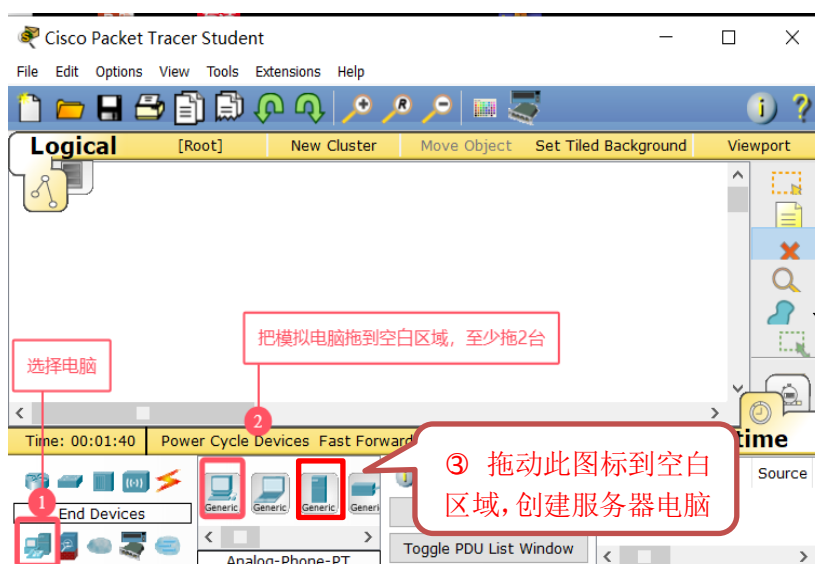 Cisco Packet Tracer Student
File Edit Options View Tools Extensions Help
Logical [Root] New Cluster Move Object Set Tiled Background Viewport
把模拟电脑拖到空白区域，至少拖2台
选择电脑
2
Time: 00:01:40 Power Cycle Devices Fast Forward
time
③ 拖动此图标到空白
区域，创建服务器电脑
Source
1
End Devices
Generic Generic Generic Generi
Toggle PDU List Window
Analog-Phone-PT